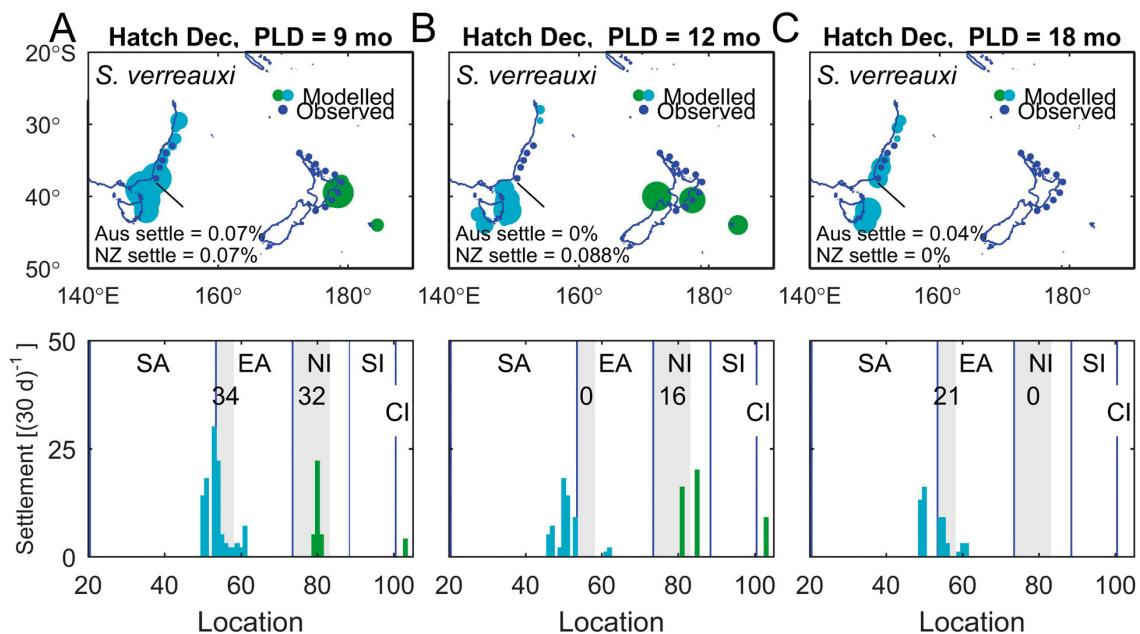 A
Hatch Dec, PLD = 9 mo
B
Hatch Dec, PLD = 12 mo
C
Hatch Dec, PLD = 18 mo
20°S
30°
40°
50°
S. verreauxi
Modelled
Observed
Aus settle = 0.07%
NZ settle = 0.07%
140°E
160°
180°
S. verreauxi
Modelled
Observed
Aus settle = 0%
NZ settle = 0.088%
140°E
160°
180°
S. verreauxi
Modelled
Observed
Aus settle = 0.04%
NZ settle = 0%
140°E
160°
180°
Settlement [(30 d)⁻¹ ]
50
25
0
SA EA NI SI
34 32
CI
20 40 60 80 100
Location
SA EA NI SI
0 16
CI
20 40 60 80 100
Location
SA EA NI SI
21 0
CI
20 40 60 80 100
Location